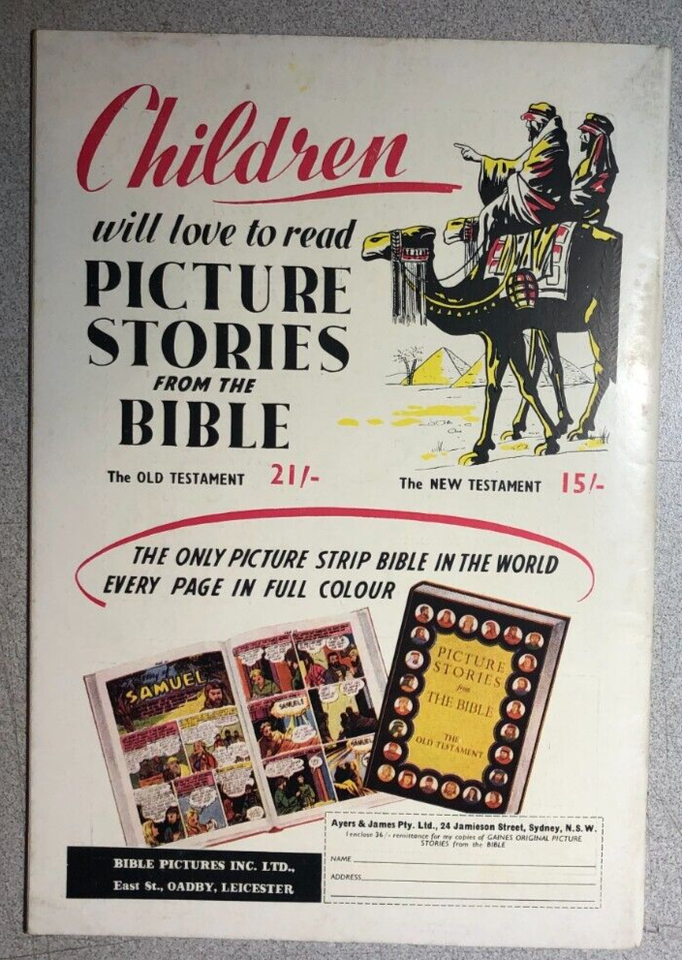 Children
will love to read
PICTURE
STORIES
FROM THE
BIBLE
The OLD TESTAMENT 21/-
The NEW TESTAMENT 15/-
THE ONLY PICTURE STRIP BIBLE IN THE WORLD
EVERY PAGE IN FULL COLOUR
SAMUEL
SAMUEL!
PICTURE
STORIES
from
THE BIBLE
THE
OLD TESTAMENT
BIBLE PICTURES INC. LTD.,
East St., OADBY, LEICESTER
Ayers & James Pty. Ltd., 24 Jamieson Street, Sydney, N.S.W.
I enclose 36/- remittance for my copies of GAINES ORIGINAL PICTURE
STORIES from the BIBLE
NAME
ADDRESS